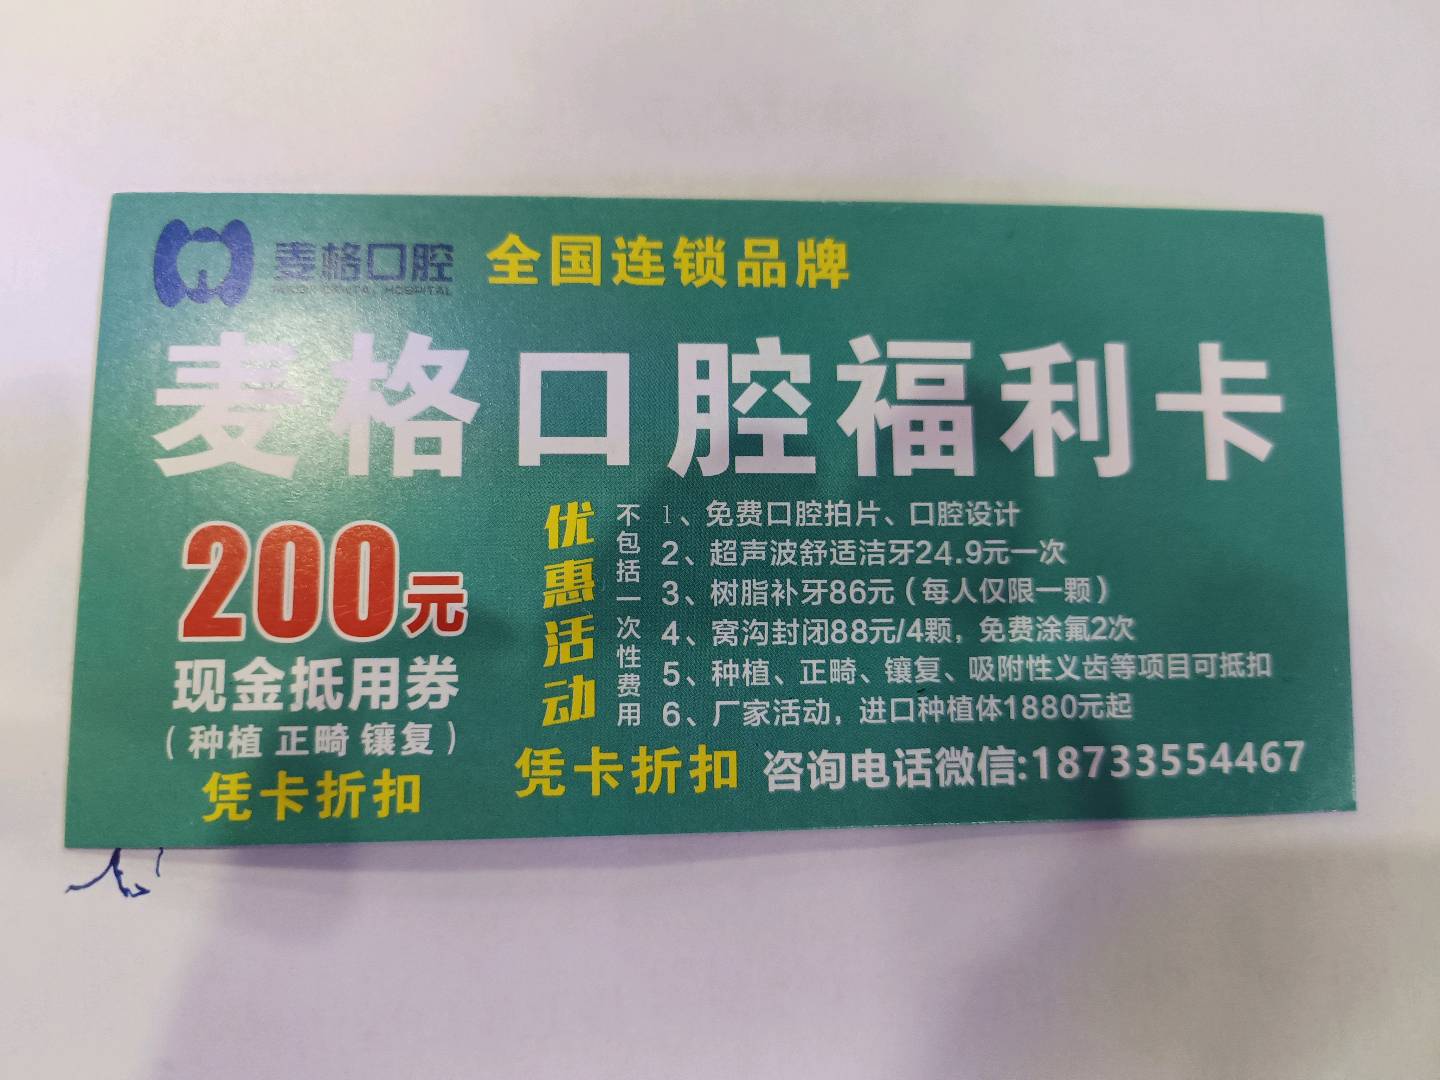 麦格口腔 全国连锁品牌
DENTAL HOSPITAL
麦格口腔福利卡
200元
现金抵用券
（种植 正畸 镶复）
凭卡折扣
优惠活动
不包括一次性费用
1、免费口腔拍片、口腔设计
2、超声波舒适洁牙24.9元一次
3、树脂补牙86元（每人仅限一颗）
4、窝沟封闭88元/4颗，免费涂氟2次
5、种植、正畸、镶复、吸附性义齿等项目可抵扣
6、厂家活动，进口种植体1880元起
凭卡折扣 咨询电话微信:18733554467